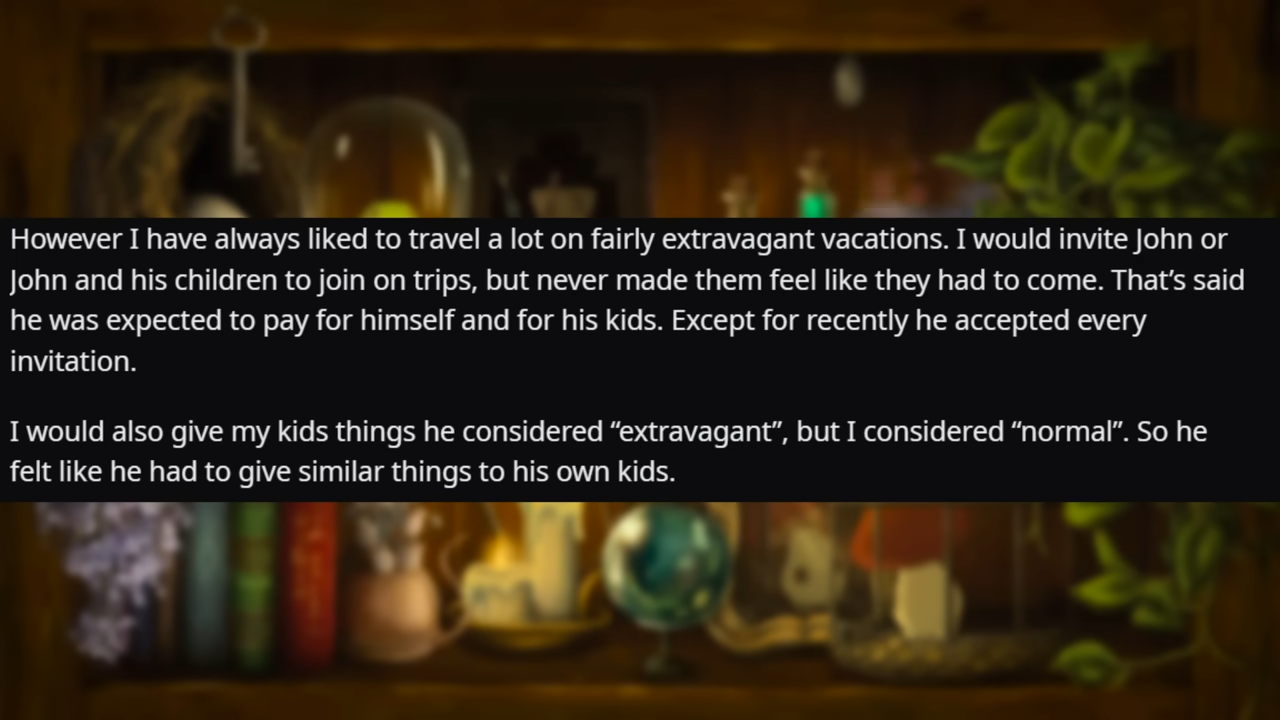 However I have always liked to travel a lot on fairly extravagant vacations. I would invite John or
John and his children to join on trips, but never made them feel like they had to come. That’s said
he was expected to pay for himself and for his kids. Except for recently he accepted every
invitation.
I would also give my kids things he considered “extravagant”, but I considered “normal”. So he
felt like he had to give similar things to his own kids.